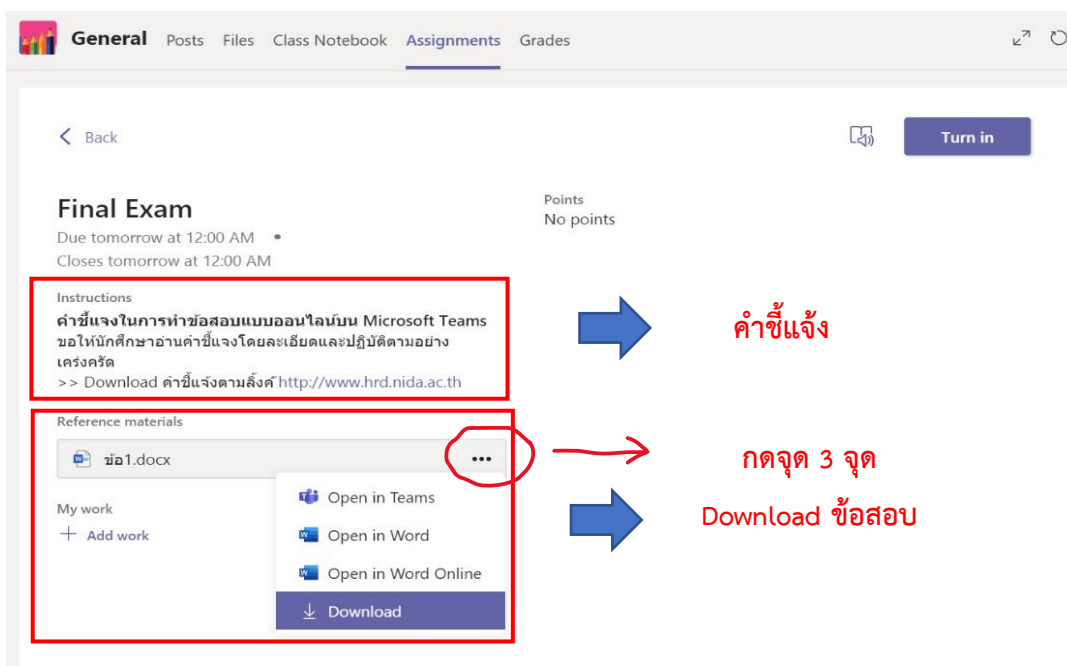 General Posts Files Class Notebook Assignments Grades
Back
Turn in
Final Exam
Due tomorrow at 12:00 AM •
Closes tomorrow at 12:00 AM
Points
No points
Instructions
คำชี้แจงในการทำข้อสอบแบบออนไลน์บน Microsoft Teams
ขอให้นักศึกษาอ่านคำชี้แจงโดยละเอียดและปฏิบัติตามอย่าง
เคร่งครัด
>> Download คำชี้แจ้งตามลิ้งค์ http://www.hrd.nida.ac.th
คำชี้แจ้ง
Reference materials
ข้อ1.docx
กดจุด 3 จุด
Download ข้อสอบ
Open in Teams
Open in Word
Open in Word Online
Download
My work
+ Add work